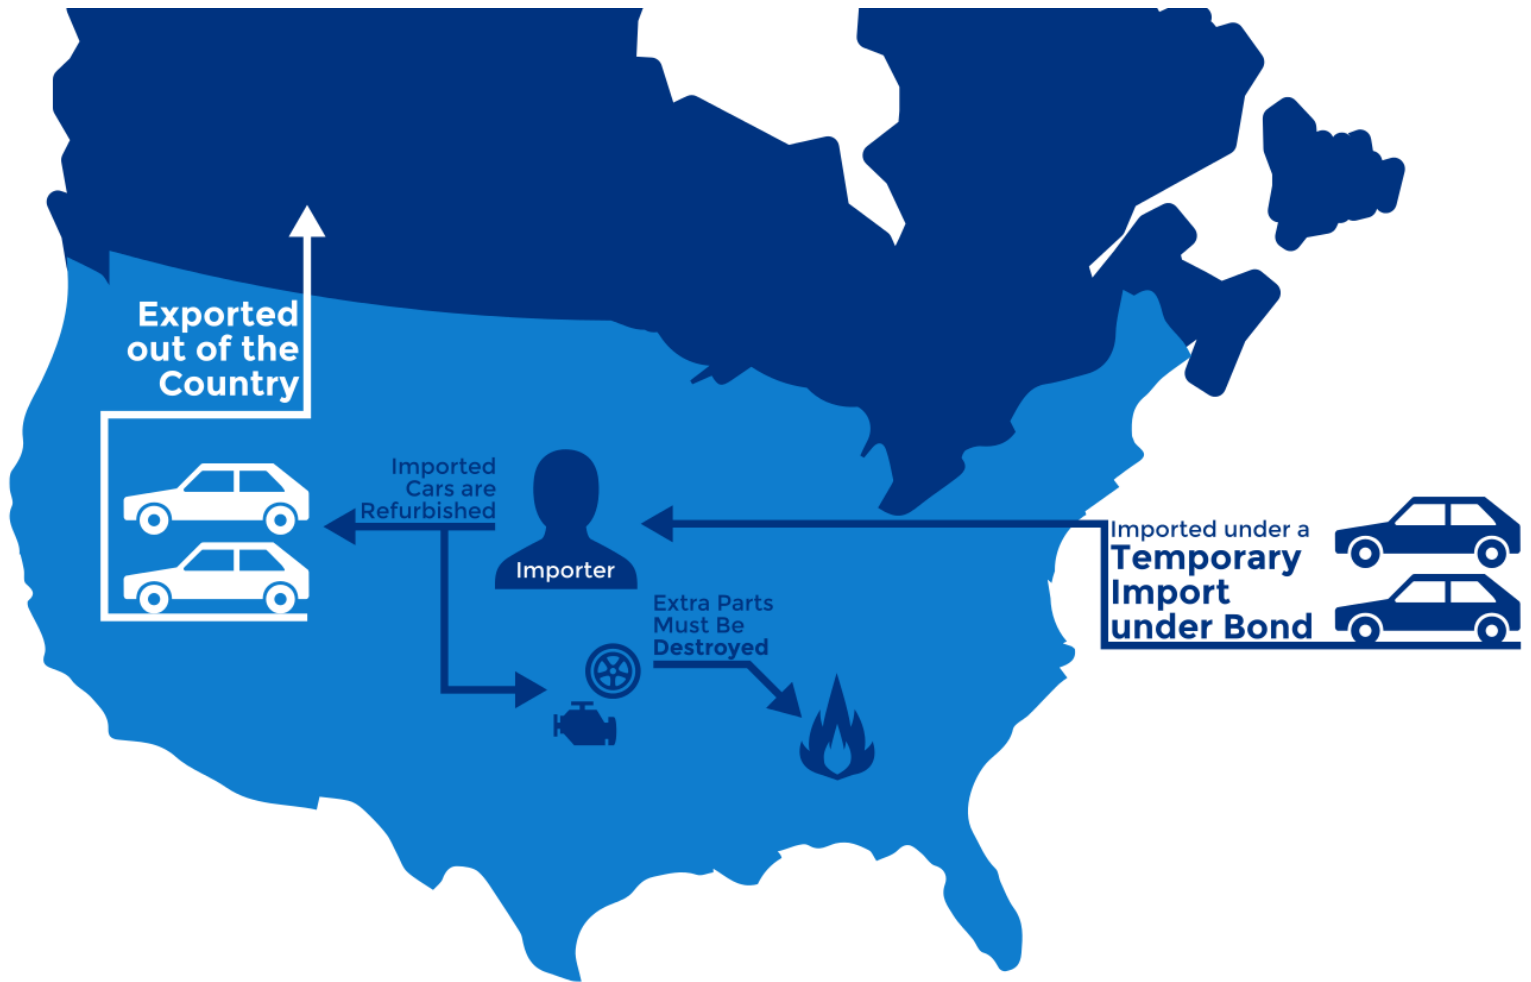 Exported
out of the
Country
Imported
Cars are
Refurbished
Importer
Extra Parts
Must Be
Destroyed
Imported under a
Temporary
Import
under Bond